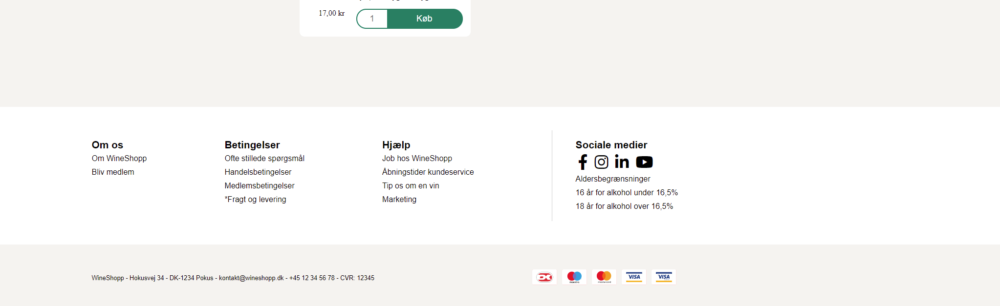 17,00 kr
1
Køb
Om os
Om WineShopp
Bliv medlem
Betingelser
Ofte stillede spørgsmål
Handelsbetingelser
Medlemsbetingelser
*Fragt og levering
Hjælp
Job hos WineShopp
Åbningstider kundeservice
Tip os om en vin
Marketing
Sociale medier
Aldersbegrænsninger
16 år for alkohol under 16,5%
18 år for alkohol over 16,5%
WineShopp - Hokusvej 34 - DK-1234 Pokus - kontakt@wineshopp.dk - +45 12 34 56 78 - CVR: 12345
DK
maestro
mastercard
VISA
VISA